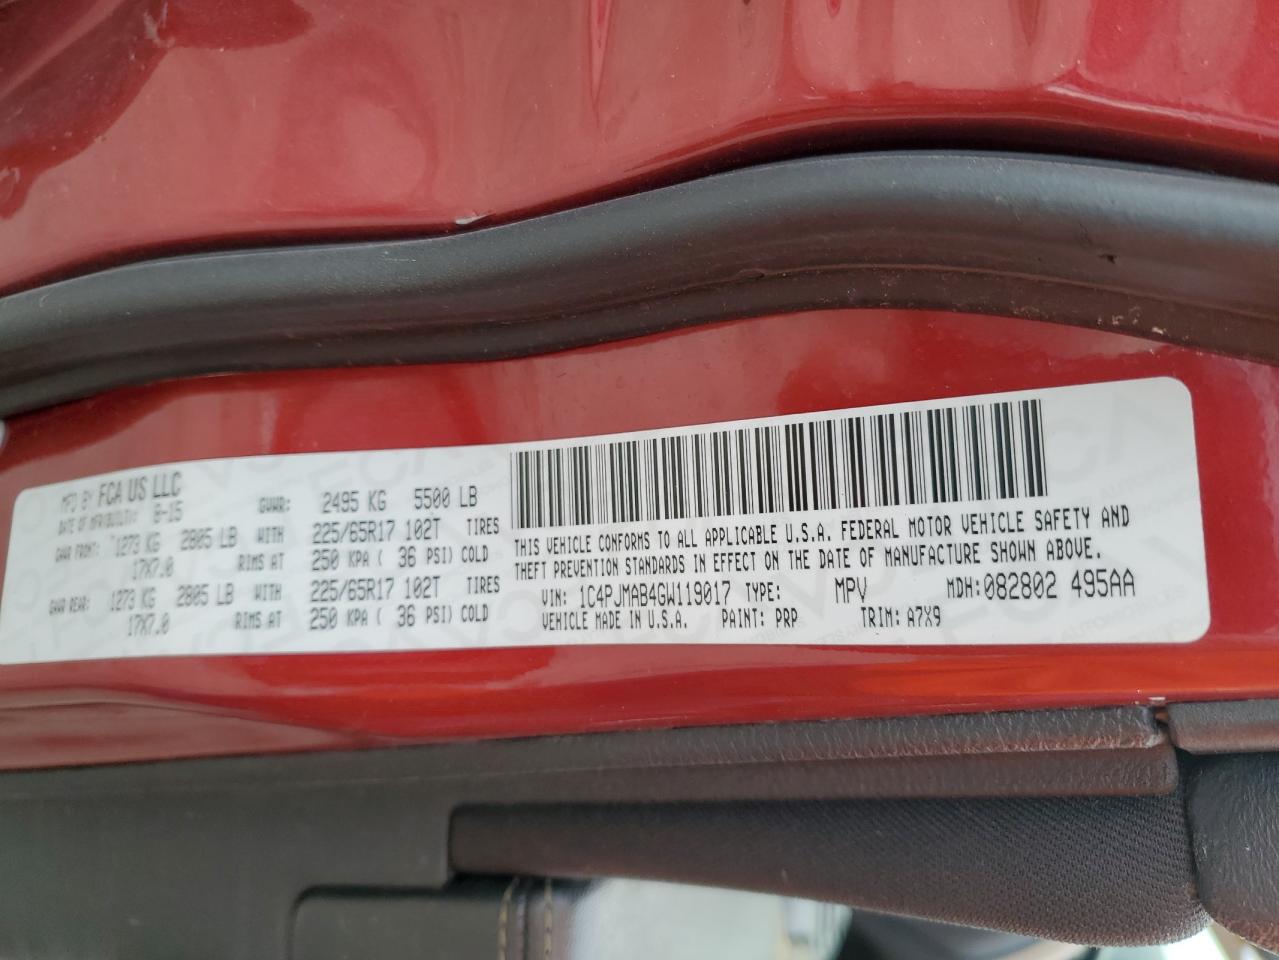 MFD BY FCA US LLC
DATE OF MFR/BUILT: 8-15 GVWR: 2495 KG 5500 LB
GAWR FRONT: 1273 KG 2805 LB WITH 225/65R17 102T TIRES
17X7.0 RIMS AT 250 KPA ( 36 PSI) COLD
GAWR REAR: 1273 KG 2805 LB WITH 225/65R17 102T TIRES
17X7.0 RIMS AT 250 KPA ( 36 PSI) COLD
THIS VEHICLE CONFORMS TO ALL APPLICABLE U.S.A. FEDERAL MOTOR VEHICLE SAFETY AND
THEFT PREVENTION STANDARDS IN EFFECT ON THE DATE OF MANUFACTURE SHOWN ABOVE.
VIN: 1C4PJMAB4GW119017 TYPE: MPV MDH: 082802 495AA
VEHICLE MADE IN U.S.A. PAINT: PRP TRIM: A7X9